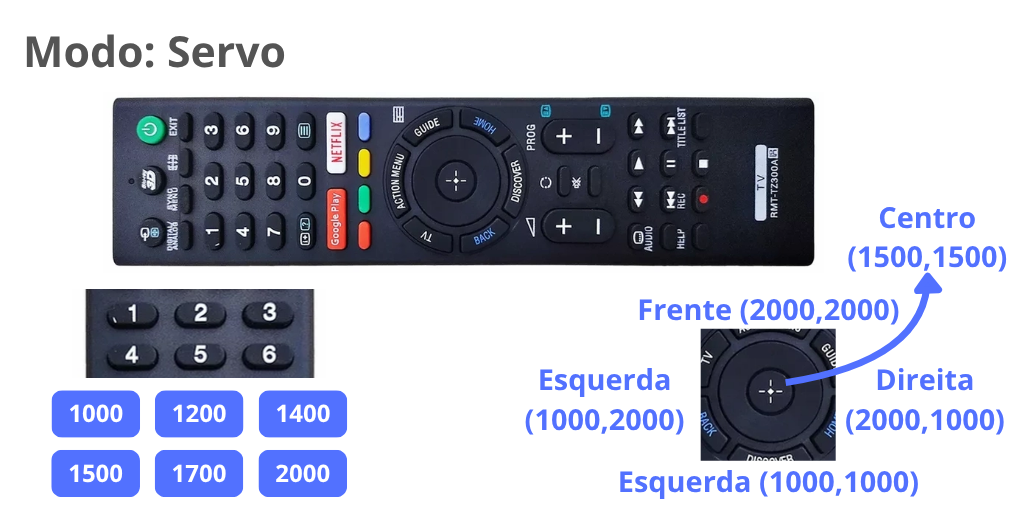 Modo: Servo
EXIT
3 6 9
NETFLIX
GUIDE
HOME
PROG
+ −
TITLE LIST
3D
SYNC MENU
2 5 8 0
ACTION MENU
DISCOVER
TV
RMT-TZ300A
DIGITAL/ANALOG
1 4 7
Google Play
TV
BACK
+ −
AUDIO
REC
HELP
Centro
(1500,1500)
1 2 3
4 5 6
1000 1200 1400
1500 1700 2000
Frente (2000,2000)
Esquerda
(1000,2000)
TV
BACK
DISCOVER
Direita
(2000,1000)
Esquerda (1000,1000)